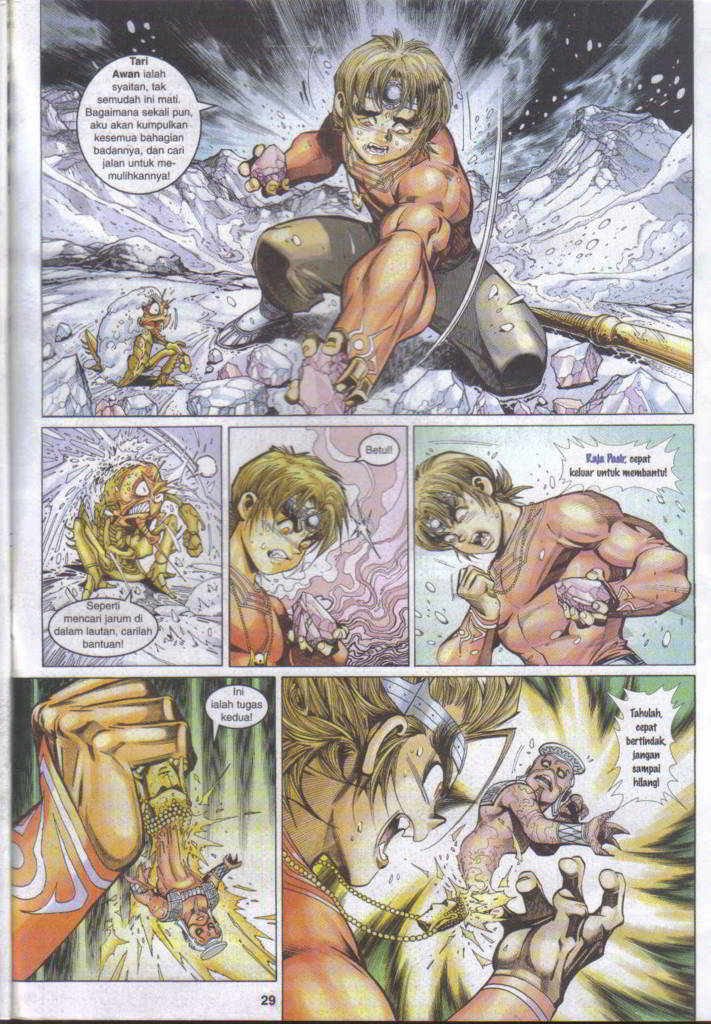 Tari
Awan ialah
syaitan, tak
semudah ini mati.
Bagaimana sekali pun,
aku akan kumpulkan
kesemua bahagian
badannya, dan cari
jalan untuk me-
mulihkannya!
Seperti
mencari jarum di
dalam lautan, carilah
bantuan!
Betul!
Raja Pasir, cepat
keluar untuk membantu!
Ini
ialah tugas
kedua!
Tahulah,
cepat
bertindak,
jangan
sampai
hilang!
29